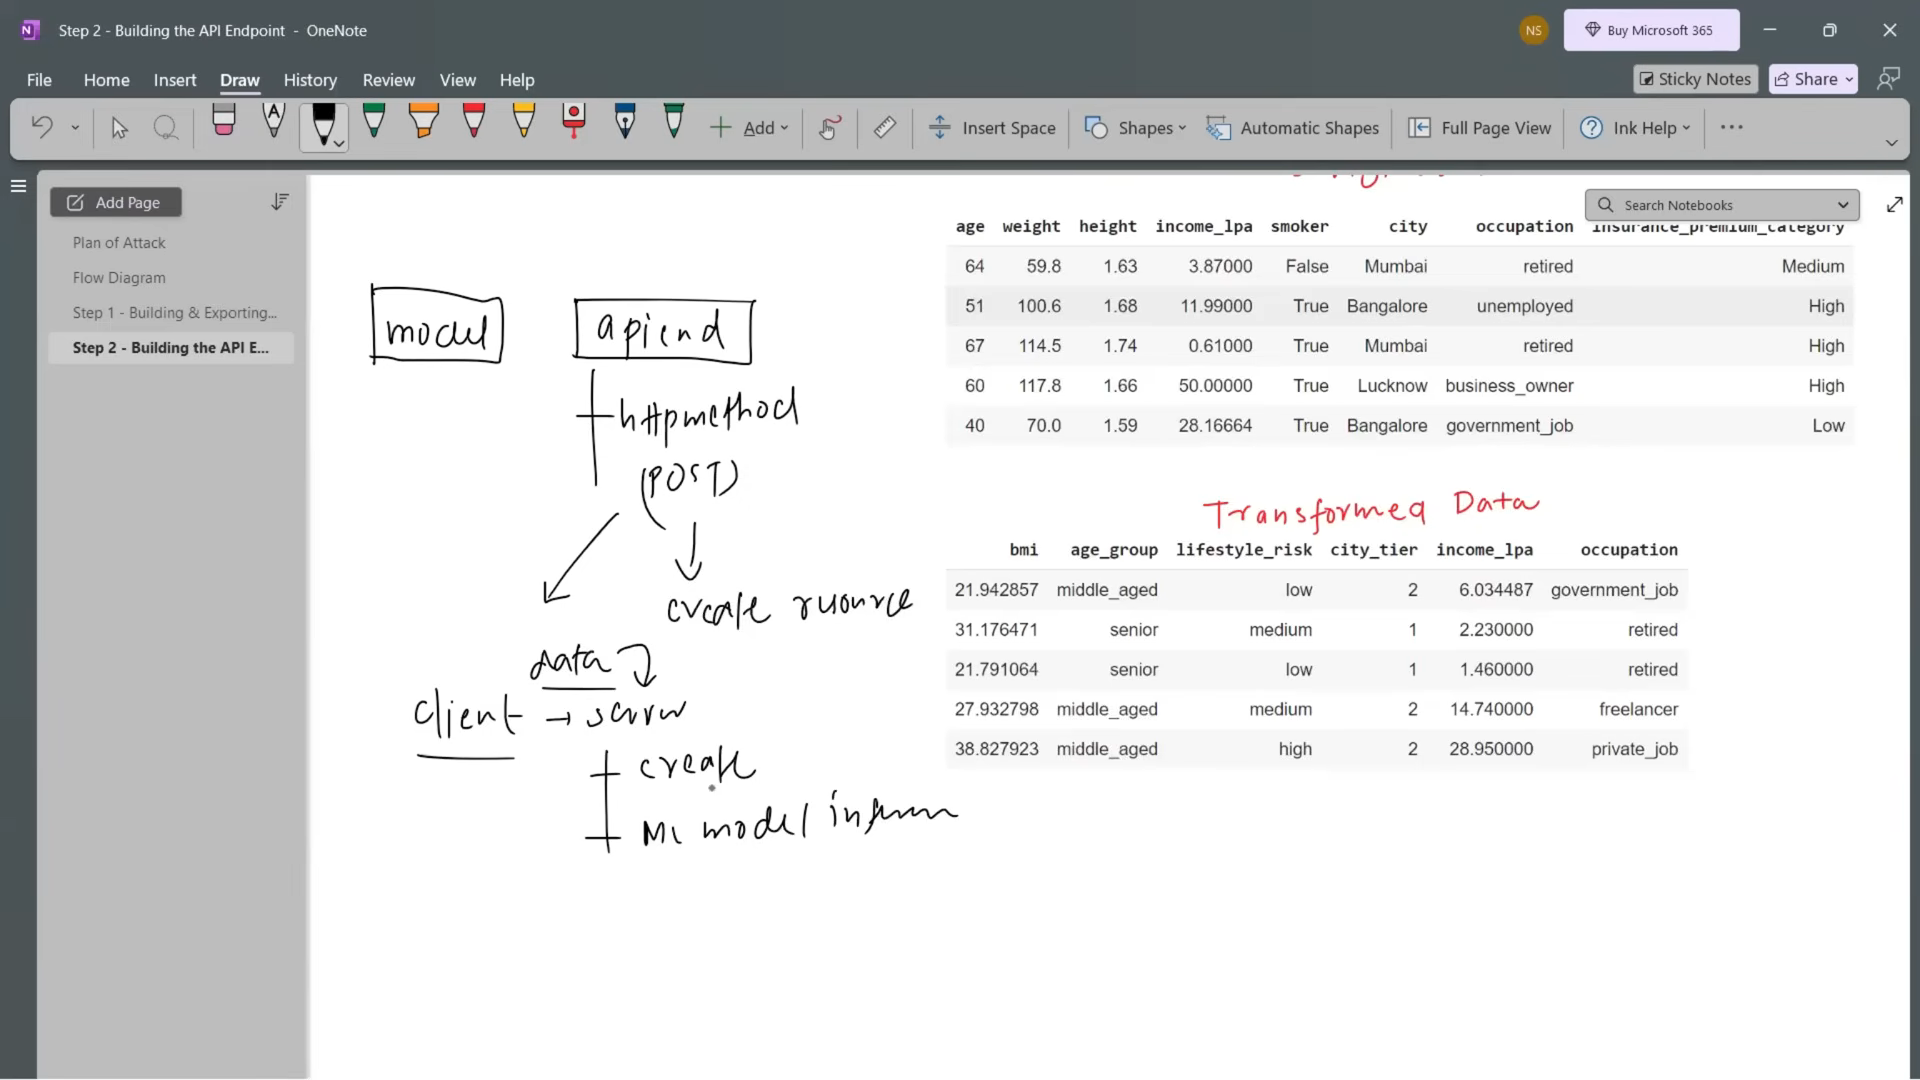 Step 2 - Building the API Endpoint - OneNote
NS
Buy Microsoft 365
File Home Insert Draw History Review View Help
Sticky Notes
Share
Add
Insert Space
Shapes
Automatic Shapes
Full Page View
Ink Help
Add Page
Search Notebooks
Plan of Attack
Flow Diagram
Step 1 - Building & Exporting...
Step 2 - Building the API E...
model
apiend
httpmethod
(POST)
create
data
client →
create
ML model
age weight height income_lpa smoker city occupation insurance_premium_category
64 59.8 1.63 3.87000 False Mumbai retired Medium
51 100.6 1.68 11.99000 True Bangalore unemployed High
67 114.5 1.74 0.61000 True Mumbai retired High
60 117.8 1.66 50.00000 True Lucknow business_owner High
40 70.0 1.59 28.16664 True Bangalore government_job Low
Transformed Data
bmi age_group lifestyle_risk city_tier income_lpa occupation
21.942857 middle_aged low 2 6.034487 government_job
31.176471 senior medium 1 2.230000 retired
21.791064 senior low 1 1.460000 retired
27.932798 middle_aged medium 2 14.740000 freelancer
38.827923 middle_aged high 2 28.950000 private_job